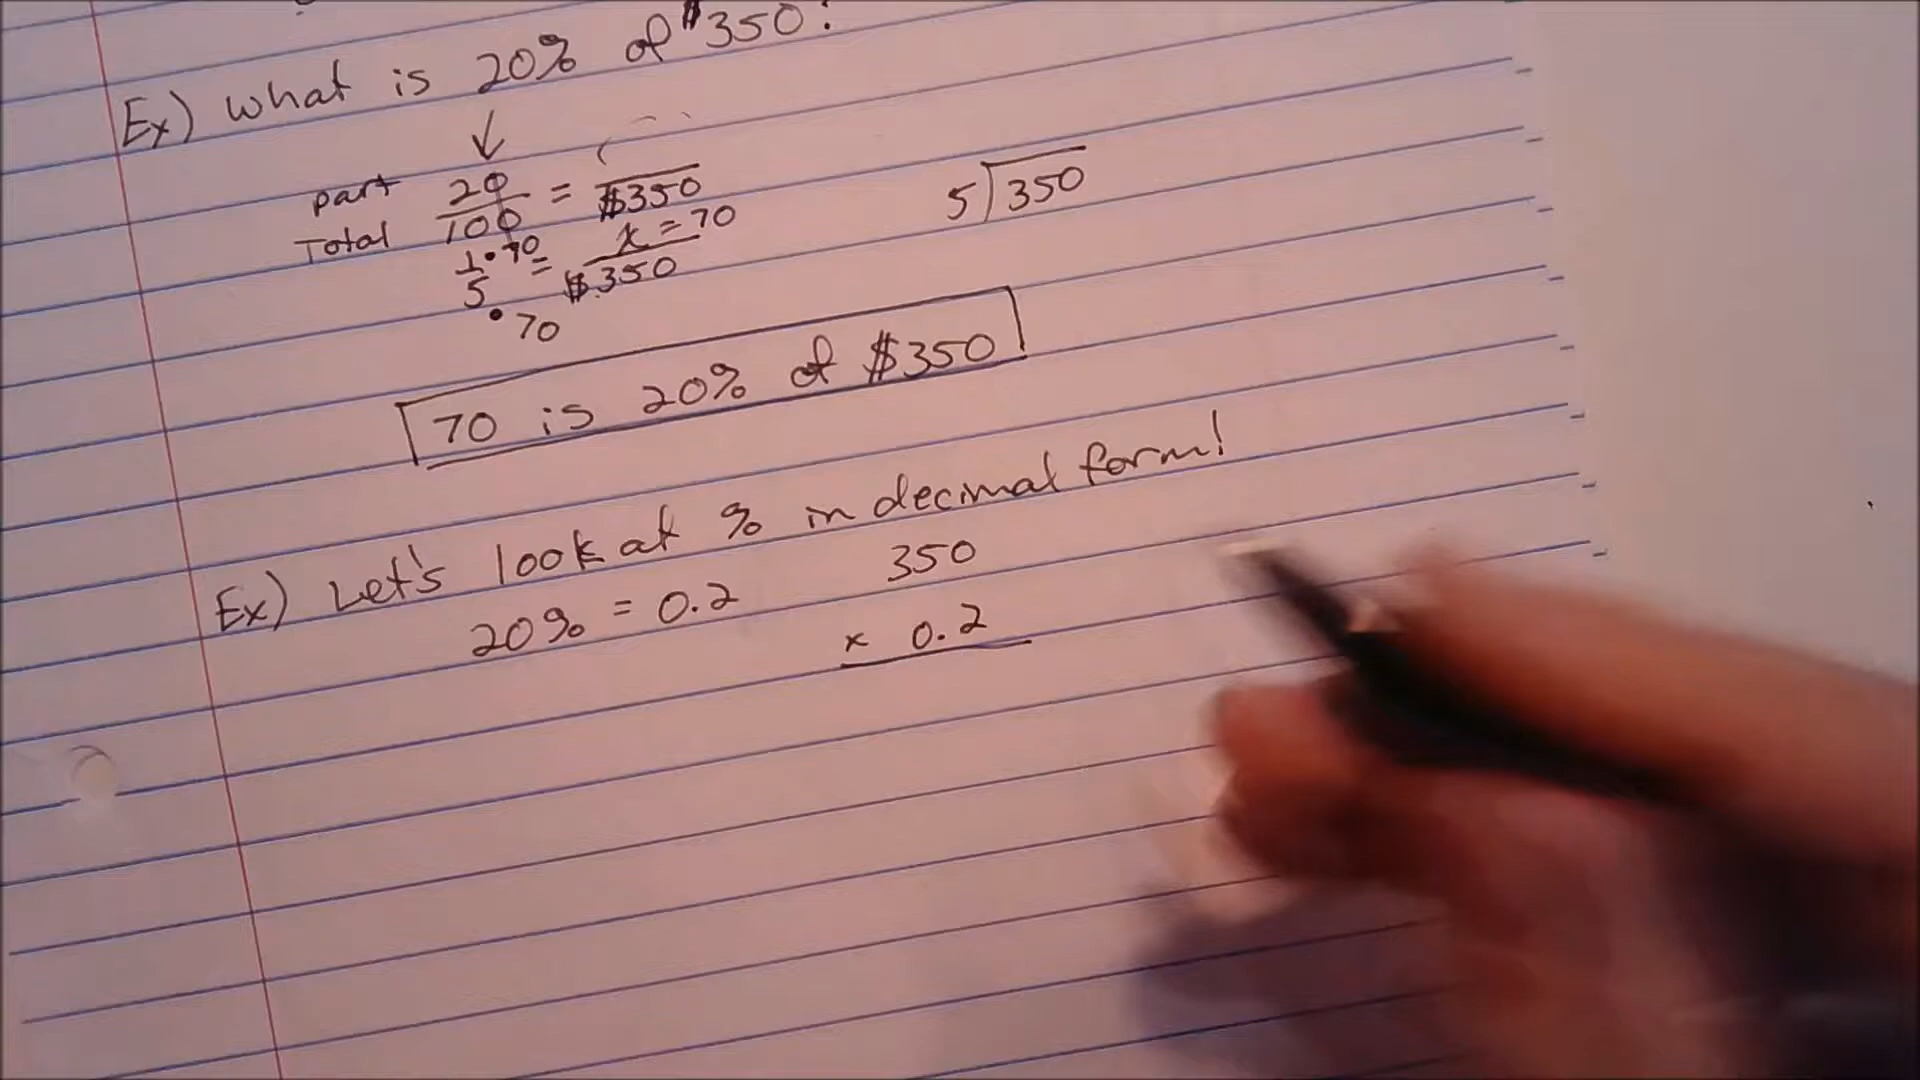 Ex) what is 20% of $350?
part 20 = 
Total 100 $350
1 • 70 = x = 70
5 • 70 $350
5 350
70 is 20% of $350
Ex) Let's look at % in decimal form!
20% = 0.2
350
x 0.2